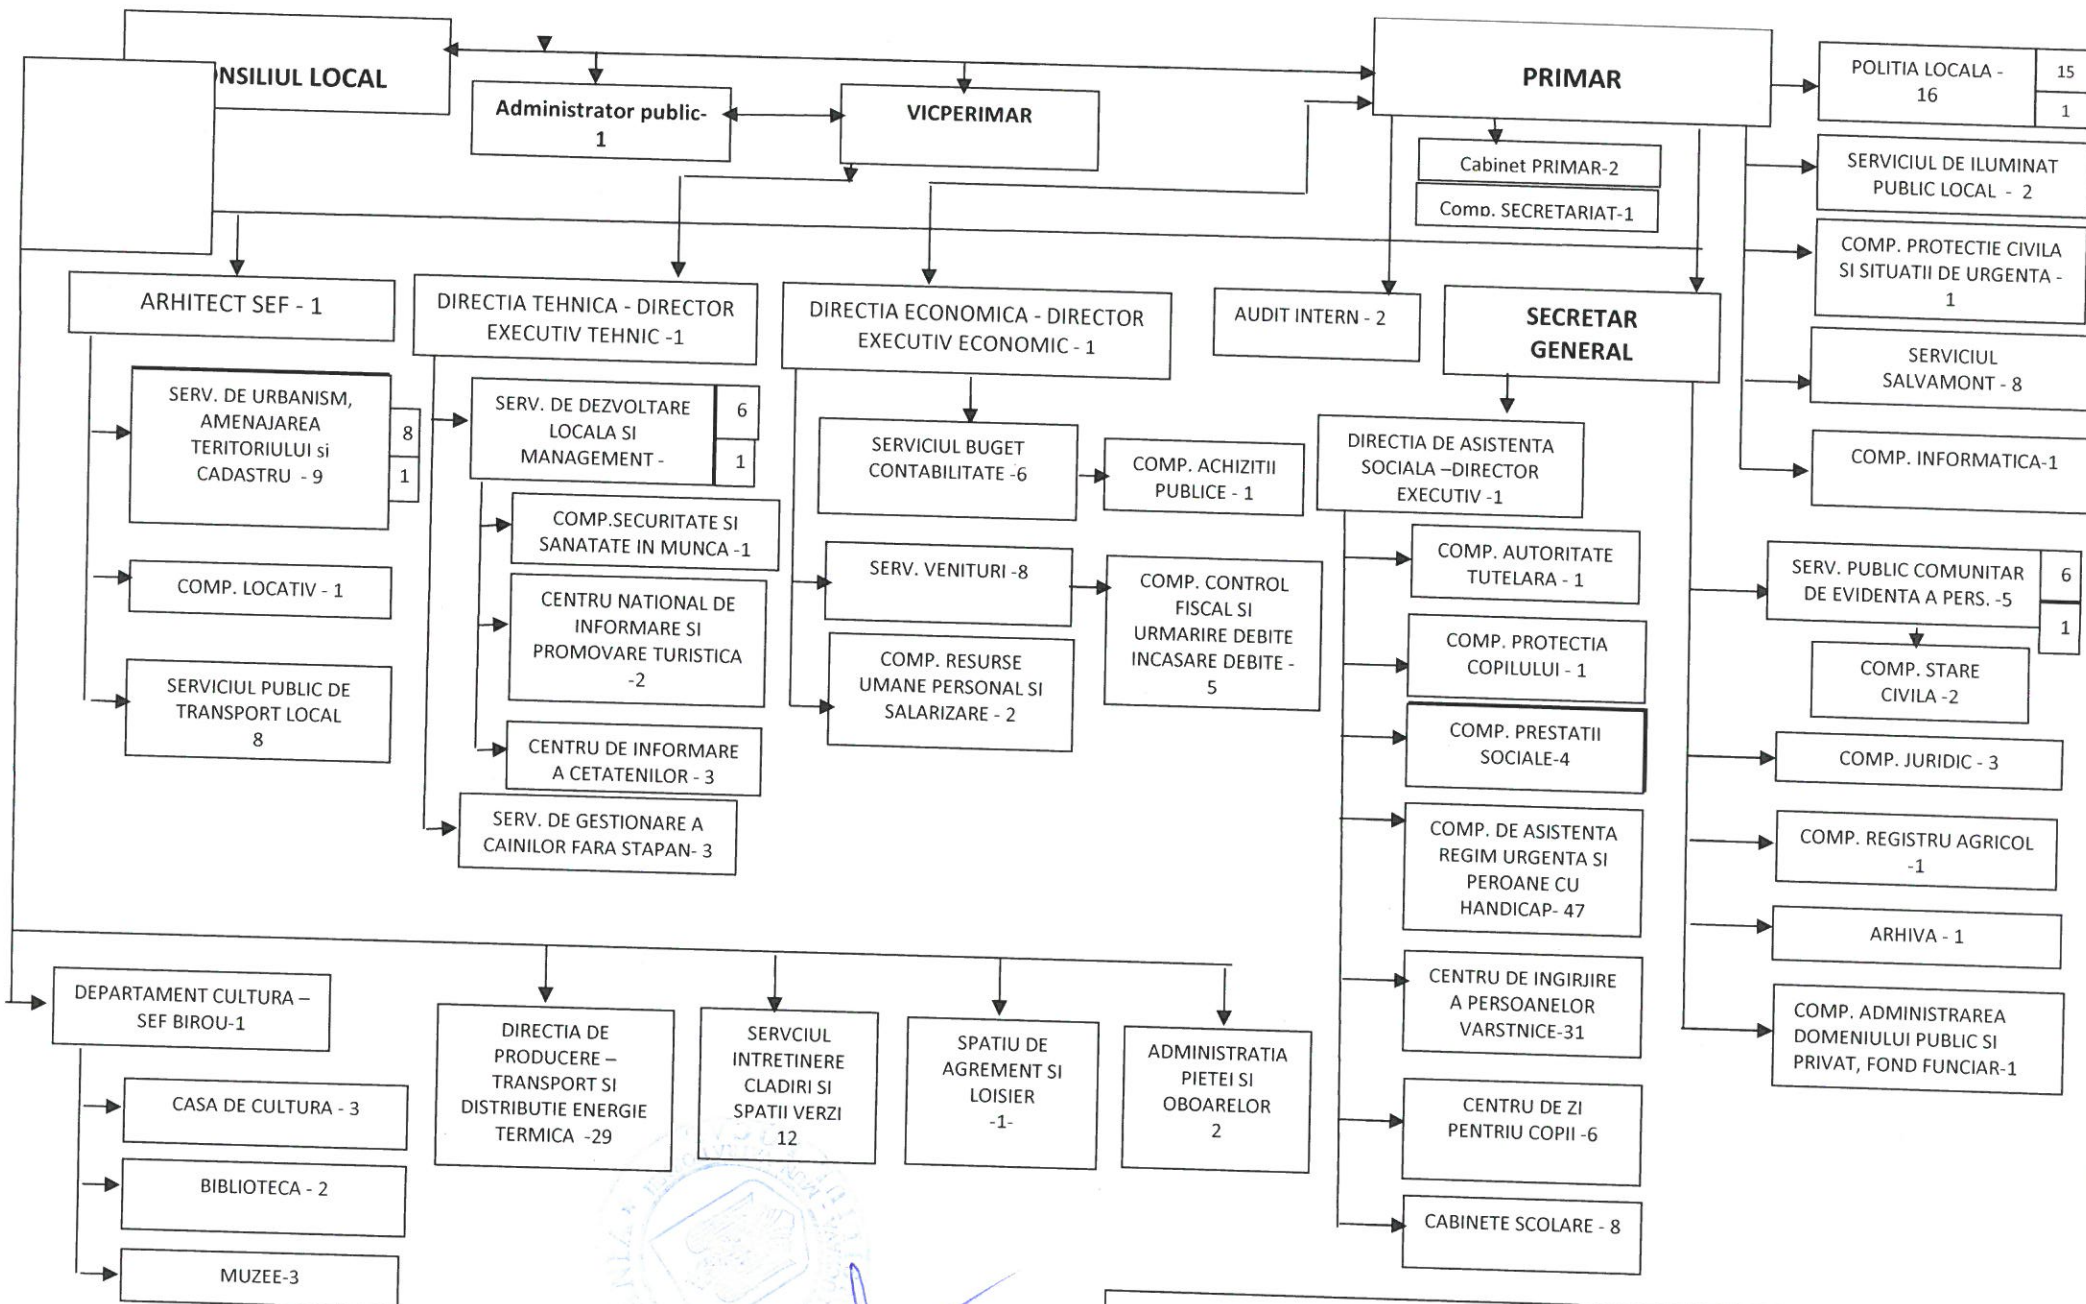 NSILIUL LOCAL
Administrator public-
1
VICPERIMAR
PRIMAR
Cabinet PRIMAR-2
Comp. SECRETARIAT-1
POLITIA LOCALA -
16
15
1
SERVICIUL DE ILUMINAT
PUBLIC LOCAL - 2
COMP. PROTECTIE CIVILA
SI SITUATII DE URGENTA -
1
SERVICIUL
SALVAMONT - 8
COMP. INFORMATICA-1
ARHITECT SEF - 1
SERV. DE URBANISM,
AMENAJAREA
TERITORIULUI si
CADASTRU - 9
8
1
COMP. LOCATIV - 1
SERVICIUL PUBLIC DE
TRANSPORT LOCAL
8
DIRECTIA TEHNICA - DIRECTOR
EXECUTIV TEHNIC -1
SERV. DE DEZVOLTARE
LOCALA SI
MANAGEMENT -
6
1
COMP.SECURITATE SI
SANATATE IN MUNCA -1
CENTRU NATIONAL DE
INFORMARE SI
PROMOVARE TURISTICA
-2
CENTRU DE INFORMARE
A CETATENILOR - 3
SERV. DE GESTIONARE A
CAINILOR FARA STAPAN- 3
DIRECTIA ECONOMICA - DIRECTOR
EXECUTIV ECONOMIC - 1
SERVICIUL BUGET
CONTABILITATE -6
COMP. ACHIZITII
PUBLICE - 1
SERV. VENITURI -8
COMP. CONTROL
FISCAL SI
URMARIRE DEBITE
INCASARE DEBITE -
5
COMP. RESURSE
UMANE PERSONAL SI
SALARIZARE - 2
AUDIT INTERN - 2
SECRETAR
GENERAL
DIRECTIA DE ASISTENTA
SOCIALA –DIRECTOR
EXECUTIV -1
COMP. AUTORITATE
TUTELARA - 1
COMP. PROTECTIA
COPILULUI - 1
COMP. PRESTATII
SOCIALE-4
COMP. DE ASISTENTA
REGIM URGENTA SI
PEROANE CU
HANDICAP- 47
CENTRU DE INGIRJIRE
A PERSOANELOR
VARSTNICE-31
CENTRU DE ZI
PENTRIU COPII -6
CABINETE SCOLARE - 8
SERV. PUBLIC COMUNITAR
DE EVIDENTA A PERS. -5
6
1
COMP. STARE
CIVILA -2
COMP. JURIDIC - 3
COMP. REGISTRU AGRICOL
-1
ARHIVA - 1
COMP. ADMINISTRAREA
DOMENIULUI PUBLIC SI
PRIVAT, FOND FUNCIAR-1
DEPARTAMENT CULTURA –
SEF BIROU-1
CASA DE CULTURA - 3
BIBLIOTECA - 2
MUZEE-3
DIRECTIA DE
PRODUCERE –
TRANSPORT SI
DISTRIBUTIE ENERGIE
TERMICA -29
SERVCIUL
INTRETINERE
CLADIRI SI
SPATII VERZI
12
SPATIU DE
AGREMENT SI
LOISIER
-1-
ADMINISTRATIA
PIETEI SI
OBOARELOR
2